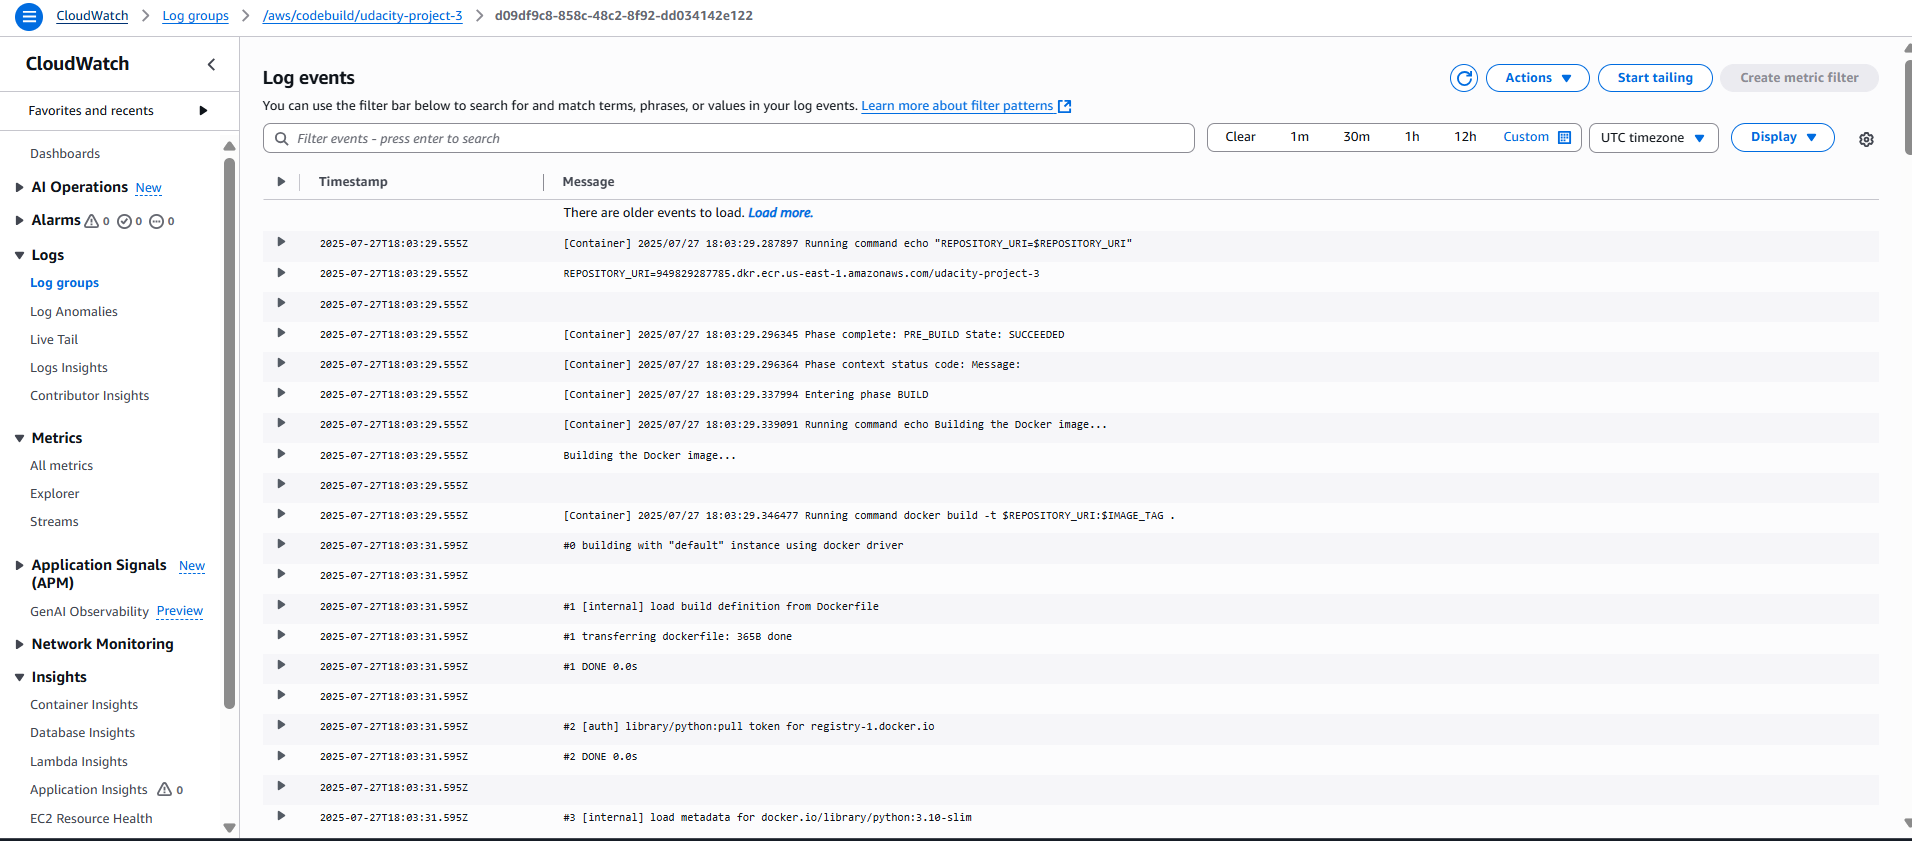 CloudWatch > Log groups > /aws/codebuild/udacity-project-3 > d09df9c8-858c-48c2-8f92-dd034142e122
CloudWatch
Favorites and recents
Dashboards
AI Operations New
Alarms 0 0 0
Logs
Log groups
Log Anomalies
Live Tail
Logs Insights
Contributor Insights
Metrics
All metrics
Explorer
Streams
Application Signals New
(APM)
GenAI Observability Preview
Network Monitoring
Insights
Container Insights
Database Insights
Lambda Insights
Application Insights 0
EC2 Resource Health
Log events
Actions
Start tailing
Create metric filter
You can use the filter bar below to search for and match terms, phrases, or values in your log events. Learn more about filter patterns
Filter events - press enter to search
Clear 1m 30m 1h 12h Custom
UTC timezone
Display
Timestamp Message
There are older events to load. Load more.
2025-07-27T18:03:29.555Z [Container] 2025/07/27 18:03:29.287897 Running command echo "REPOSITORY_URI=$REPOSITORY_URI"
2025-07-27T18:03:29.555Z REPOSITORY_URI=949829287785.dkr.ecr.us-east-1.amazonaws.com/udacity-project-3
2025-07-27T18:03:29.555Z
2025-07-27T18:03:29.555Z [Container] 2025/07/27 18:03:29.296345 Phase complete: PRE_BUILD State: SUCCEEDED
2025-07-27T18:03:29.555Z [Container] 2025/07/27 18:03:29.296364 Phase context status code: Message:
2025-07-27T18:03:29.555Z [Container] 2025/07/27 18:03:29.337994 Entering phase BUILD
2025-07-27T18:03:29.555Z [Container] 2025/07/27 18:03:29.339091 Running command echo Building the Docker image...
2025-07-27T18:03:29.555Z Building the Docker image...
2025-07-27T18:03:29.555Z
2025-07-27T18:03:29.555Z [Container] 2025/07/27 18:03:29.346477 Running command docker build -t $REPOSITORY_URI:$IMAGE_TAG .
2025-07-27T18:03:31.595Z #0 building with "default" instance using docker driver
2025-07-27T18:03:31.595Z
2025-07-27T18:03:31.595Z #1 [internal] load build definition from Dockerfile
2025-07-27T18:03:31.595Z #1 transferring dockerfile: 365B done
2025-07-27T18:03:31.595Z #1 DONE 0.0s
2025-07-27T18:03:31.595Z
2025-07-27T18:03:31.595Z #2 [auth] library/python:pull token for registry-1.docker.io
2025-07-27T18:03:31.595Z #2 DONE 0.0s
2025-07-27T18:03:31.595Z
2025-07-27T18:03:31.595Z #3 [internal] load metadata for docker.io/library/python:3.10-slim